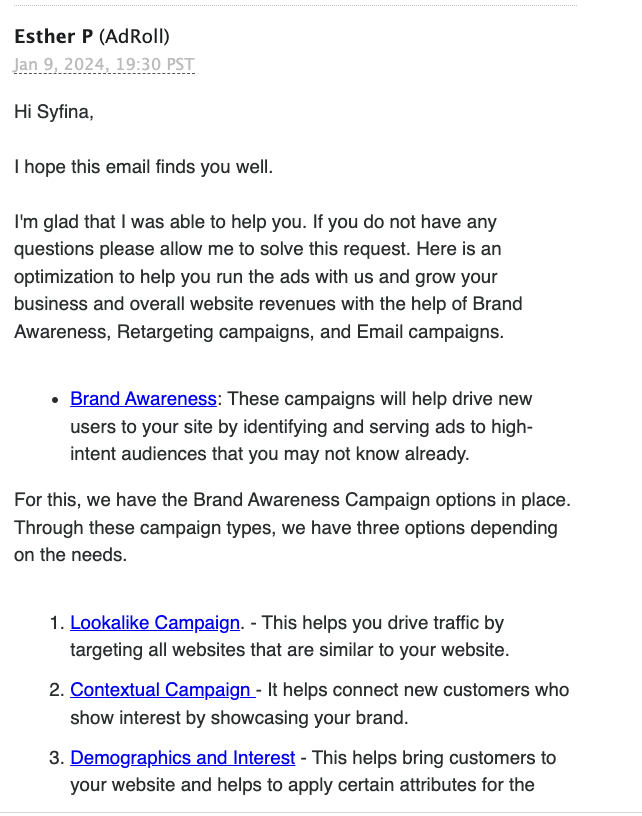 Esther P (AdRoll)
Jan 9, 2024, 19:30 PST
Hi Syfina,
I hope this email finds you well.
I'm glad that I was able to help you. If you do not have any
questions please allow me to solve this request. Here is an
optimization to help you run the ads with us and grow your
business and overall website revenues with the help of Brand
Awareness, Retargeting campaigns, and Email campaigns.
• Brand Awareness: These campaigns will help drive new
users to your site by identifying and serving ads to high-
intent audiences that you may not know already.
For this, we have the Brand Awareness Campaign options in place.
Through these campaign types, we have three options depending
on the needs.
1. Lookalike Campaign. - This helps you drive traffic by
targeting all websites that are similar to your website.
2. Contextual Campaign - It helps connect new customers who
show interest by showcasing your brand.
3. Demographics and Interest - This helps bring customers to
your website and helps to apply certain attributes for the